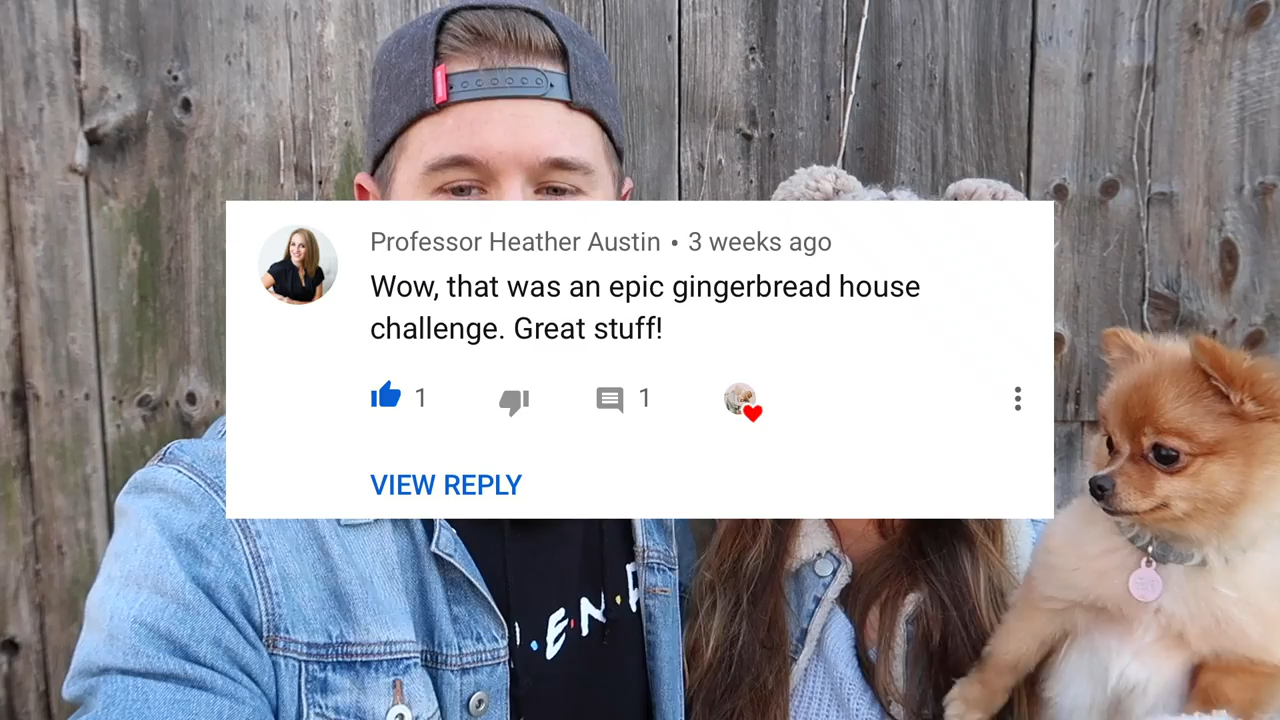 Professor Heather Austin • 3 weeks ago
Wow, that was an epic gingerbread house
challenge. Great stuff!
1
1
VIEW REPLY
E.N.